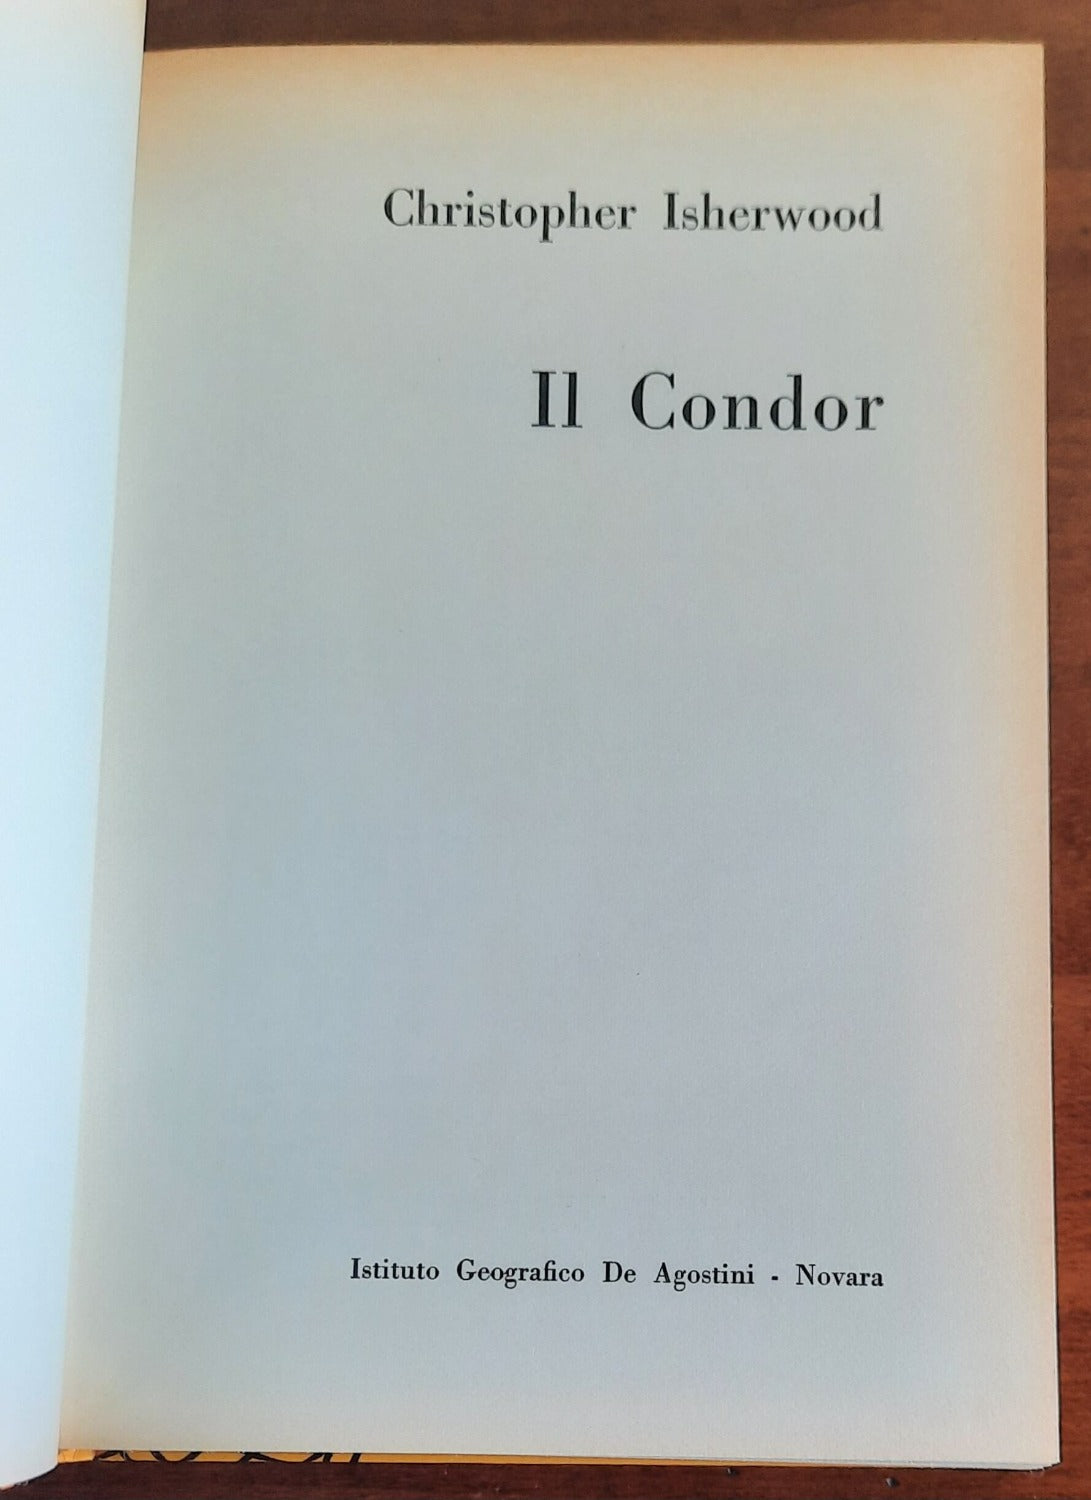 Christopher Isherwood
Il Condor
Istituto Geografico De Agostini - Novara